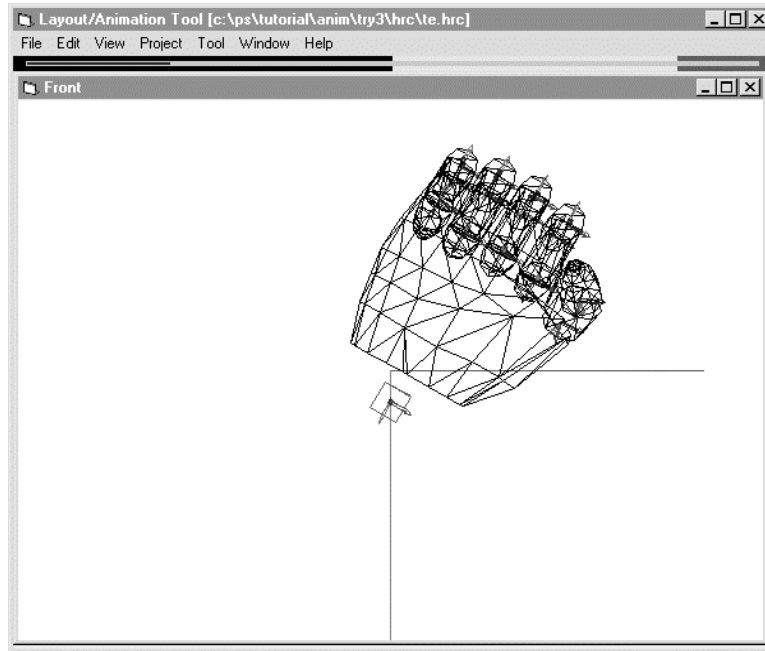 Layout/Animation Tool [c:\ps\tutorial\anim\try3\hrc\te.hrc]
File Edit View Project Tool Window Help
Front